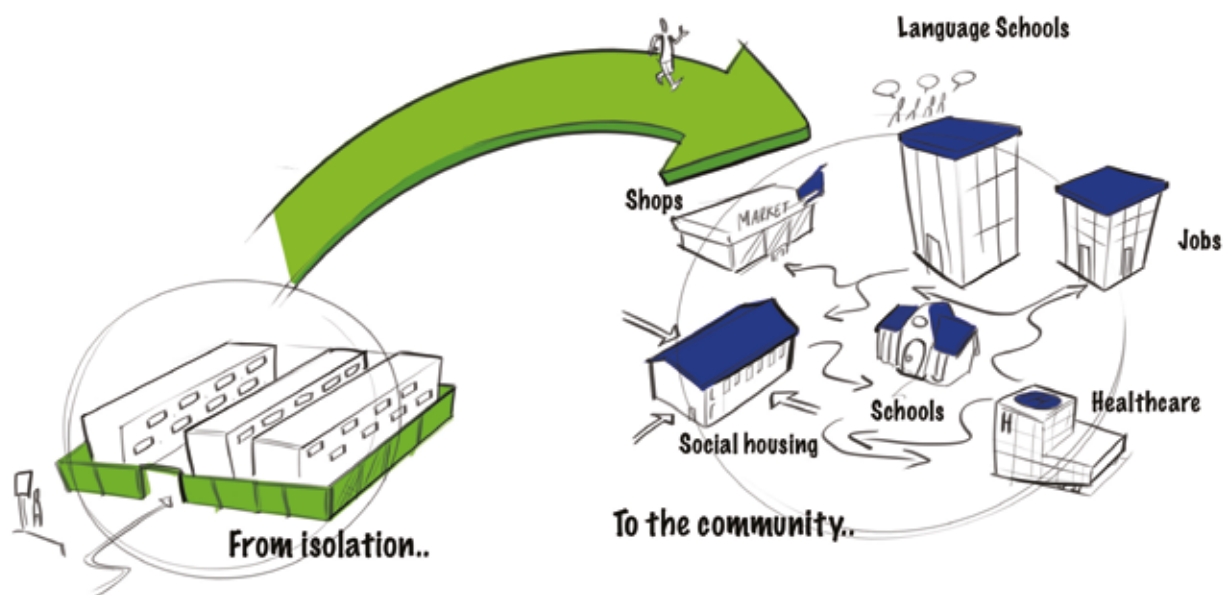 Language Schools
Shops
MARKET
Jobs
Schools
Healthcare
H
Social housing
From isolation..
To the community..